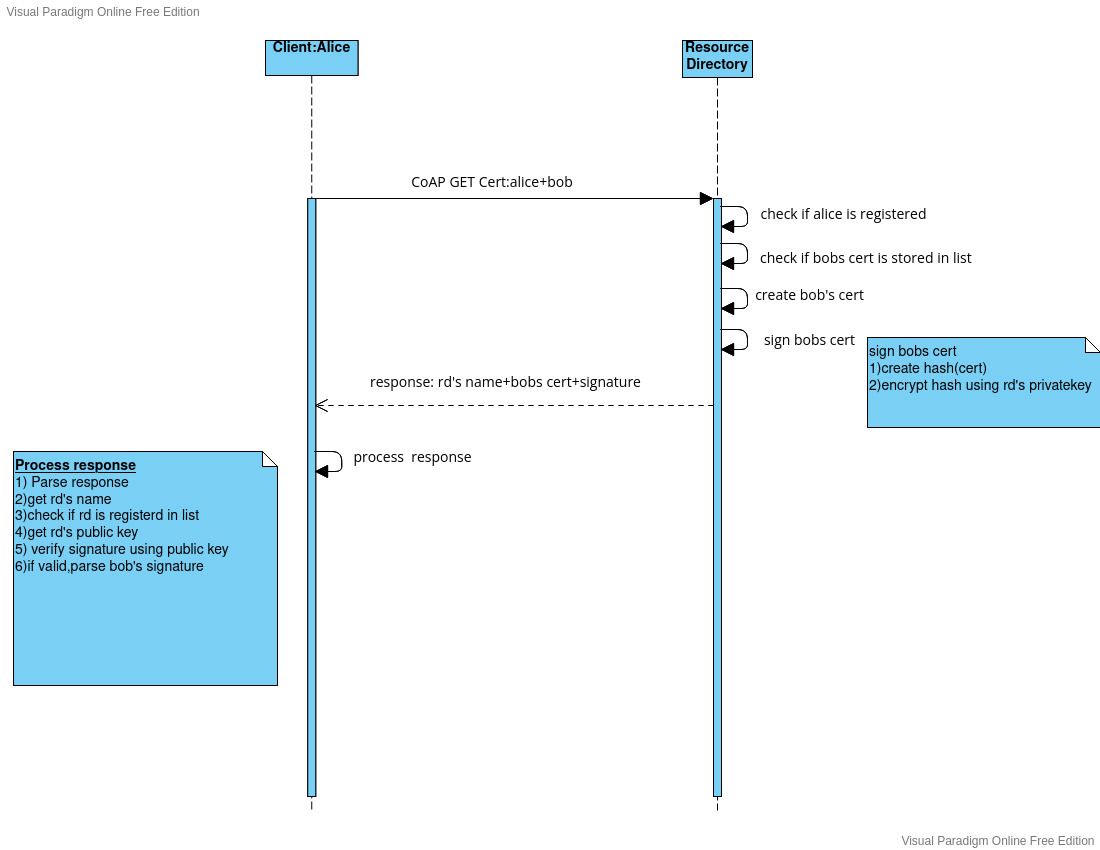 Visual Paradigm Online Free Edition
Client:Alice
Resource
Directory
CoAP GET Cert:alice+bob
check if alice is registered
check if bobs cert is stored in list
create bob's cert
sign bobs cert
sign bobs cert
1)create hash(cert)
2)encrypt hash using rd's privatekey
response: rd's name+bobs cert+signature
process  response
Process response
1) Parse response
2)get rd's name
3)check if rd is registerd in list
4)get rd's public key
5) verify signature using public key
6)if valid,parse bob's signature
Visual Paradigm Online Free Edition